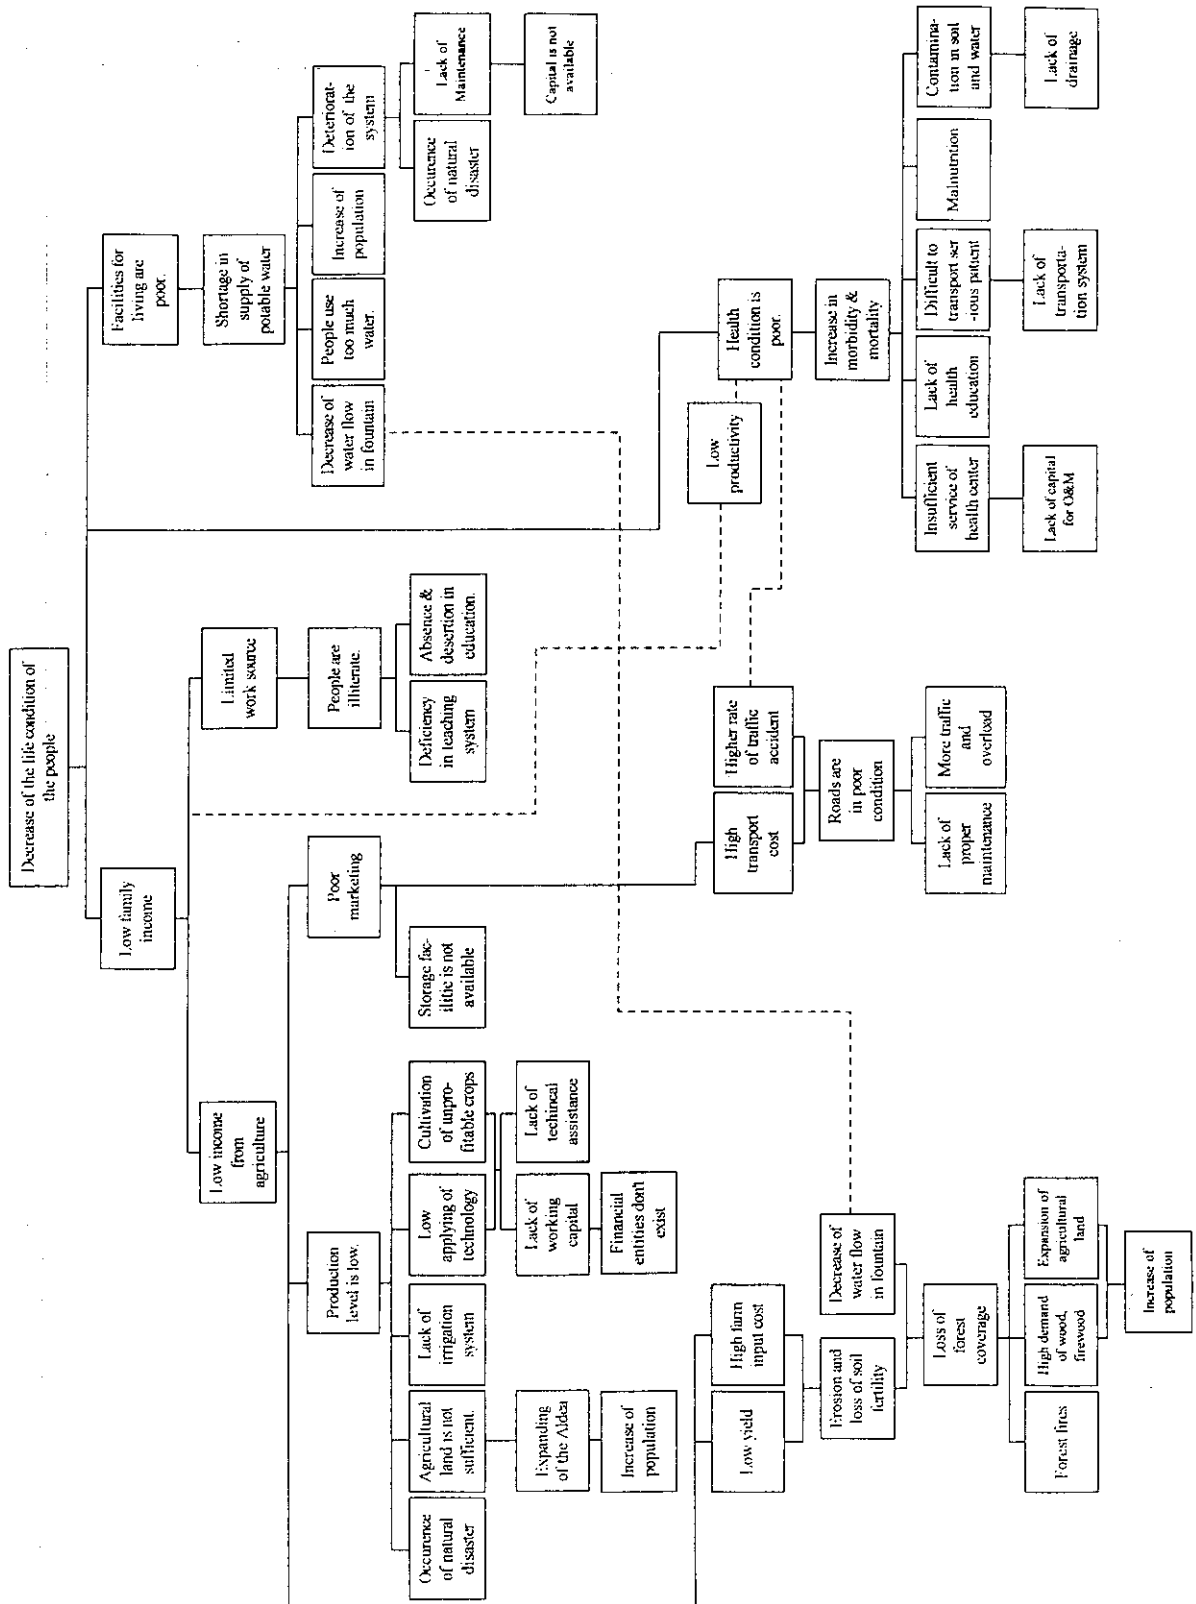 Decrease of the life condition of
the people
Low family
income
Facilities for
living are
poor.
Low income
from
agriculture
Limited
work source
Shortage in
supply of
potable water
Production
level is low.
Poor
marketing
People are
illiterate.
Decrease of
water flow
in fountain
People use
too much
water.
Increase of
population
Deteriorat-
ion of the
system
Occurence
of natural
disaster
Agricultural
land is not
sufficient.
Lack of
irrigation
system
Low
applying of
technology
Cultivation
of unpro-
fitable crops
Storage fac-
ilitic is not
available
Deficiency
in teaching
system
Absence &
desertion in
education.
Occurence
of natural
disaster
Lack of
Maintenance
Expanding
of the Aldea
Lack of
working
capital
Lack of
techincal
assistance
Capital is not
available
Increase of
population
Financial
entities don't
exist
Low
productivity
Low yield
High farm
input cost
High
transport
cost
Higher rate
of traffic
accident
Health
condition is
poor.
Erosion and
loss of soil
fertility
Decrease of
water flow
in fountain
Roads are
in poor
condition
Increase in
morbidity &
mortality
Loss of
forest
coverage
Lack of
proper
maintenance
More traffic
and
overload
Insufficient
service of
health center
Lack of
health
education
Difficult to
transport ser
-ious patient
Malnutrition
Contamina-
tion in soil
and water
Forest fires
High demand
of wood,
firewood
Expansion of
agricultural
land
Lack of capital
for O&M
Lack of
transporta-
tion system
Lack of
drainage
Increase of
population